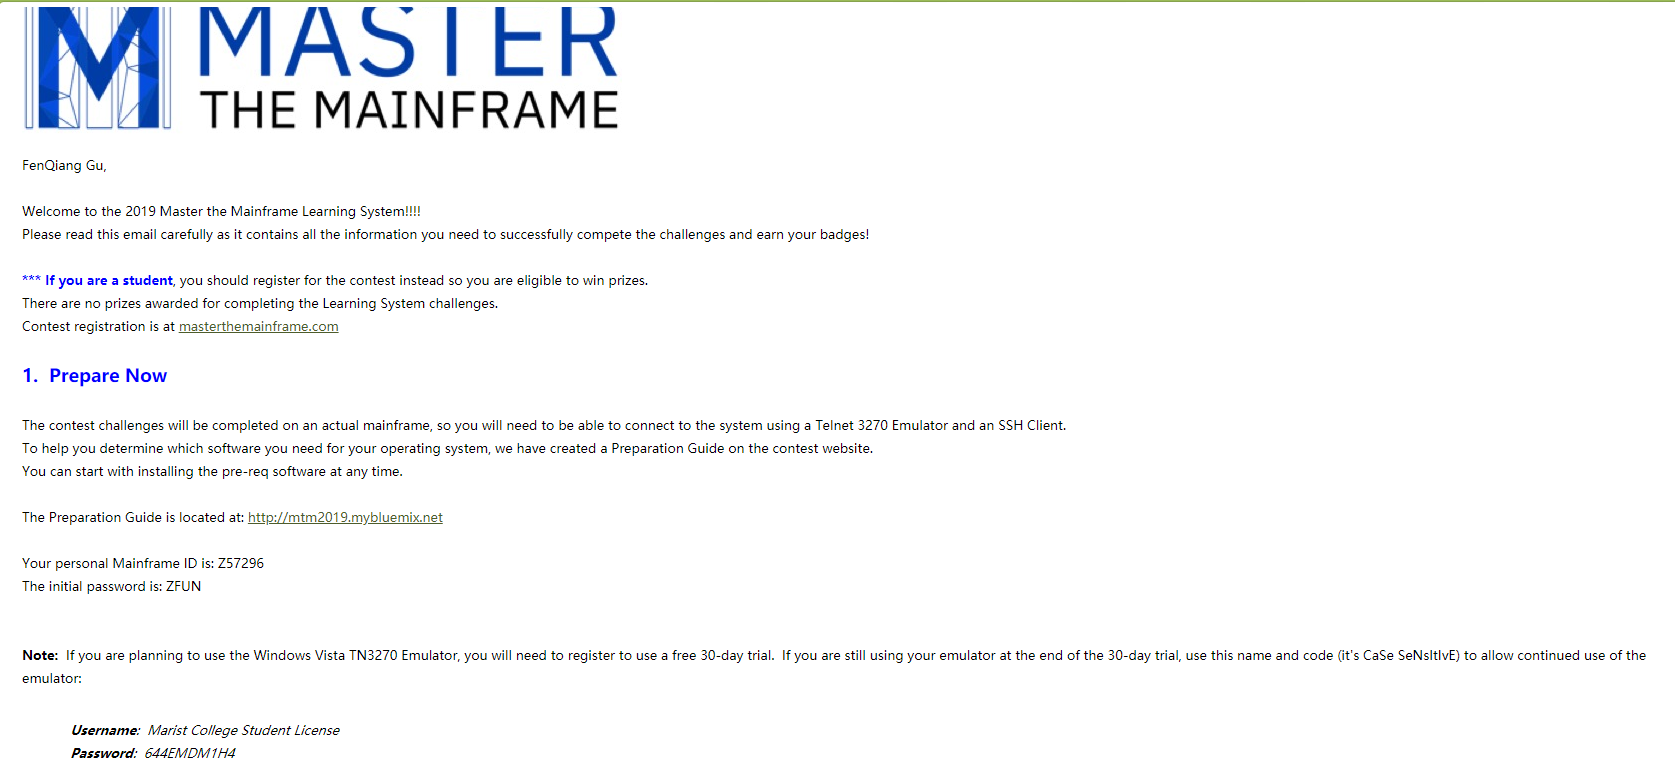 MASTER
THE MAINFRAME
FenQiang Gu,
Welcome to the 2019 Master the Mainframe Learning System!!!!
Please read this email carefully as it contains all the information you need to successfully compete the challenges and earn your badges!
*** If you are a student, you should register for the contest instead so you are eligible to win prizes.
There are no prizes awarded for completing the Learning System challenges.
Contest registration is at masterthemainframe.com
1. Prepare Now
The contest challenges will be completed on an actual mainframe, so you will need to be able to connect to the system using a Telnet 3270 Emulator and an SSH Client.
To help you determine which software you need for your operating system, we have created a Preparation Guide on the contest website.
You can start with installing the pre-req software at any time.
The Preparation Guide is located at: http://mtm2019.mybluemix.net
Your personal Mainframe ID is: Z57296
The initial password is: ZFUN
Note: If you are planning to use the Windows Vista TN3270 Emulator, you will need to register to use a free 30-day trial. If you are still using your emulator at the end of the 30-day trial, use this name and code (it's CaSe SeNsItIvE) to allow continued use of the
emulator:
Username: Marist College Student License
Password: 644EMDM1H4